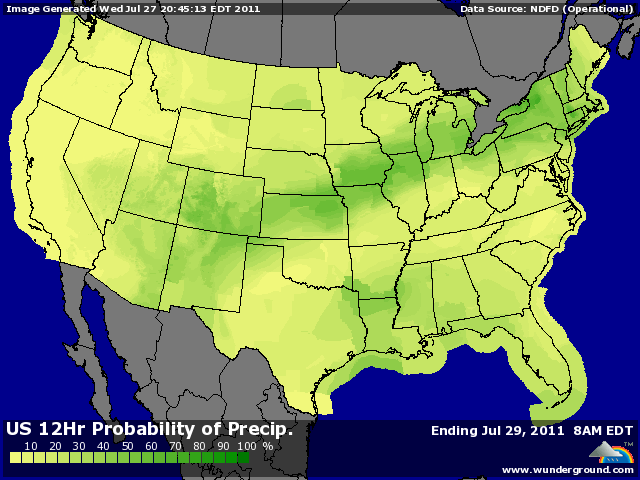 Image Generated Wed Jul 27 20:45:13 EDT 2011 Data Source: NDFD (Operational)
US 12Hr Probability of Precip. Ending Jul 29, 2011 8AM EDT
10 20 30 40 50 60 70 80 90 100 %
TM
www.wunderground.com